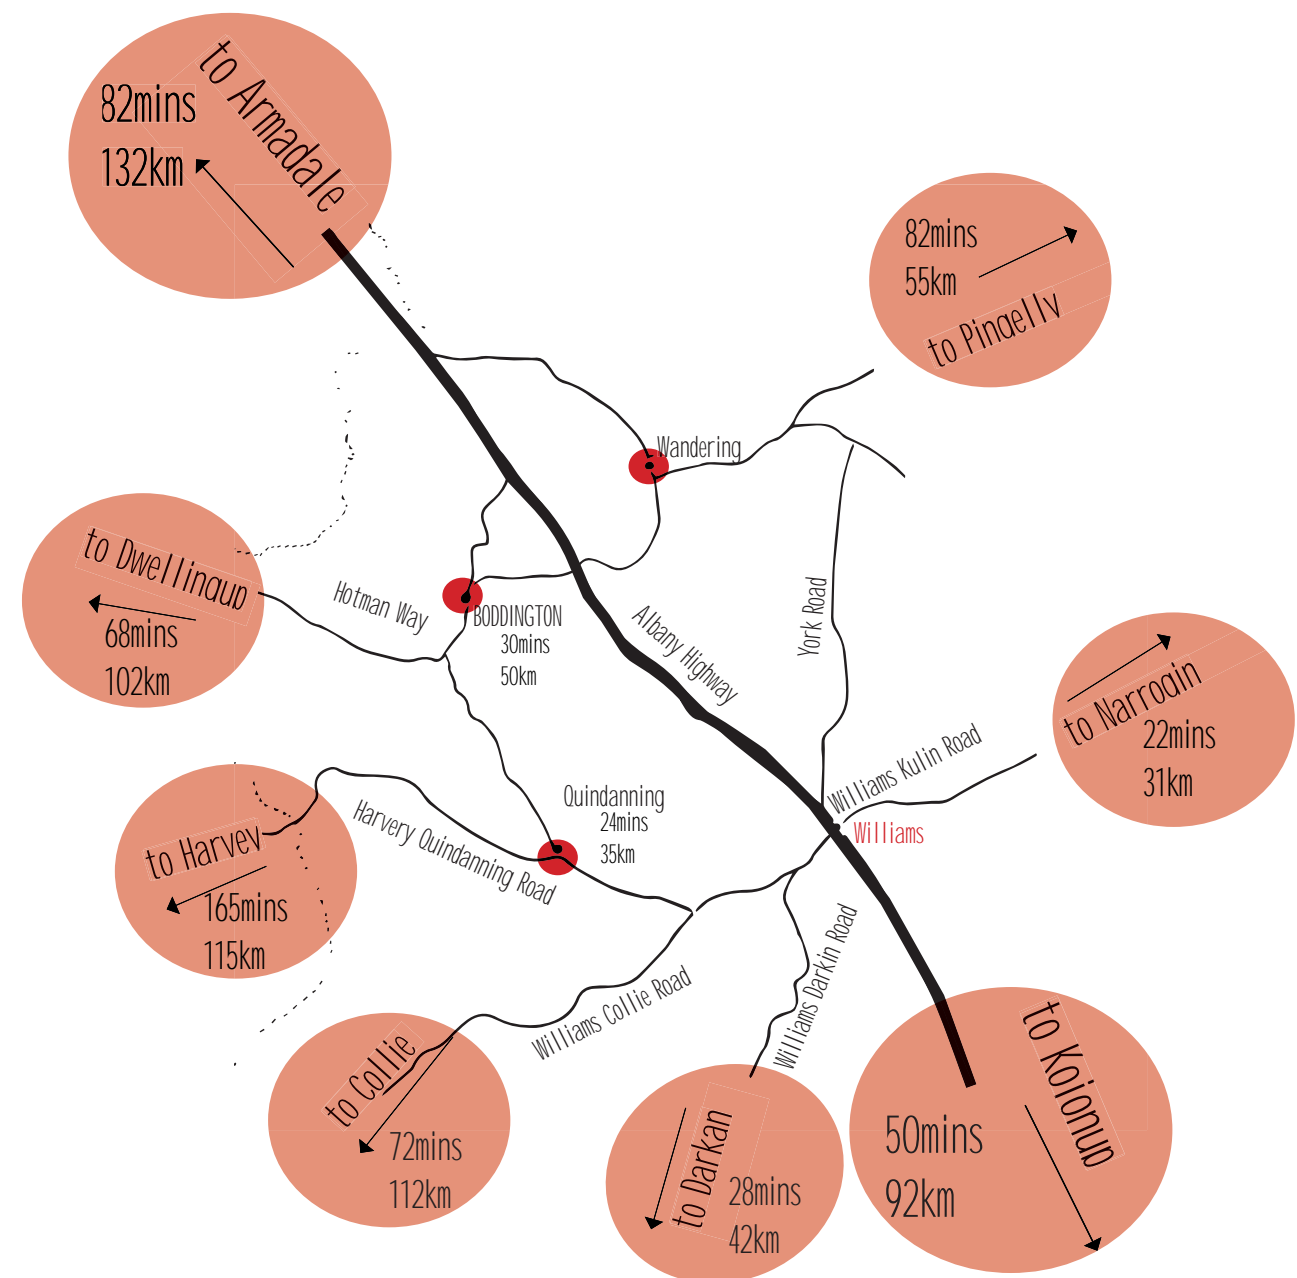 to Armadale
82mins
132km
82mins
55km
to Pingelly
Wandering
to Dwellingup
68mins
102km
Hotman Way
BODDINGTON
30mins
50km
Albany Highway
York Road
to Narrogin
22mins
31km
Williams Kulin Road
Williams
Quindanning
24mins
35km
Harvery Quindanning Road
to Harvey
165mins
115km
Williams Collie Road
Williams Darkin Road
to Collie
72mins
112km
to Darkan
28mins
42km
to Kojonup
50mins
92km